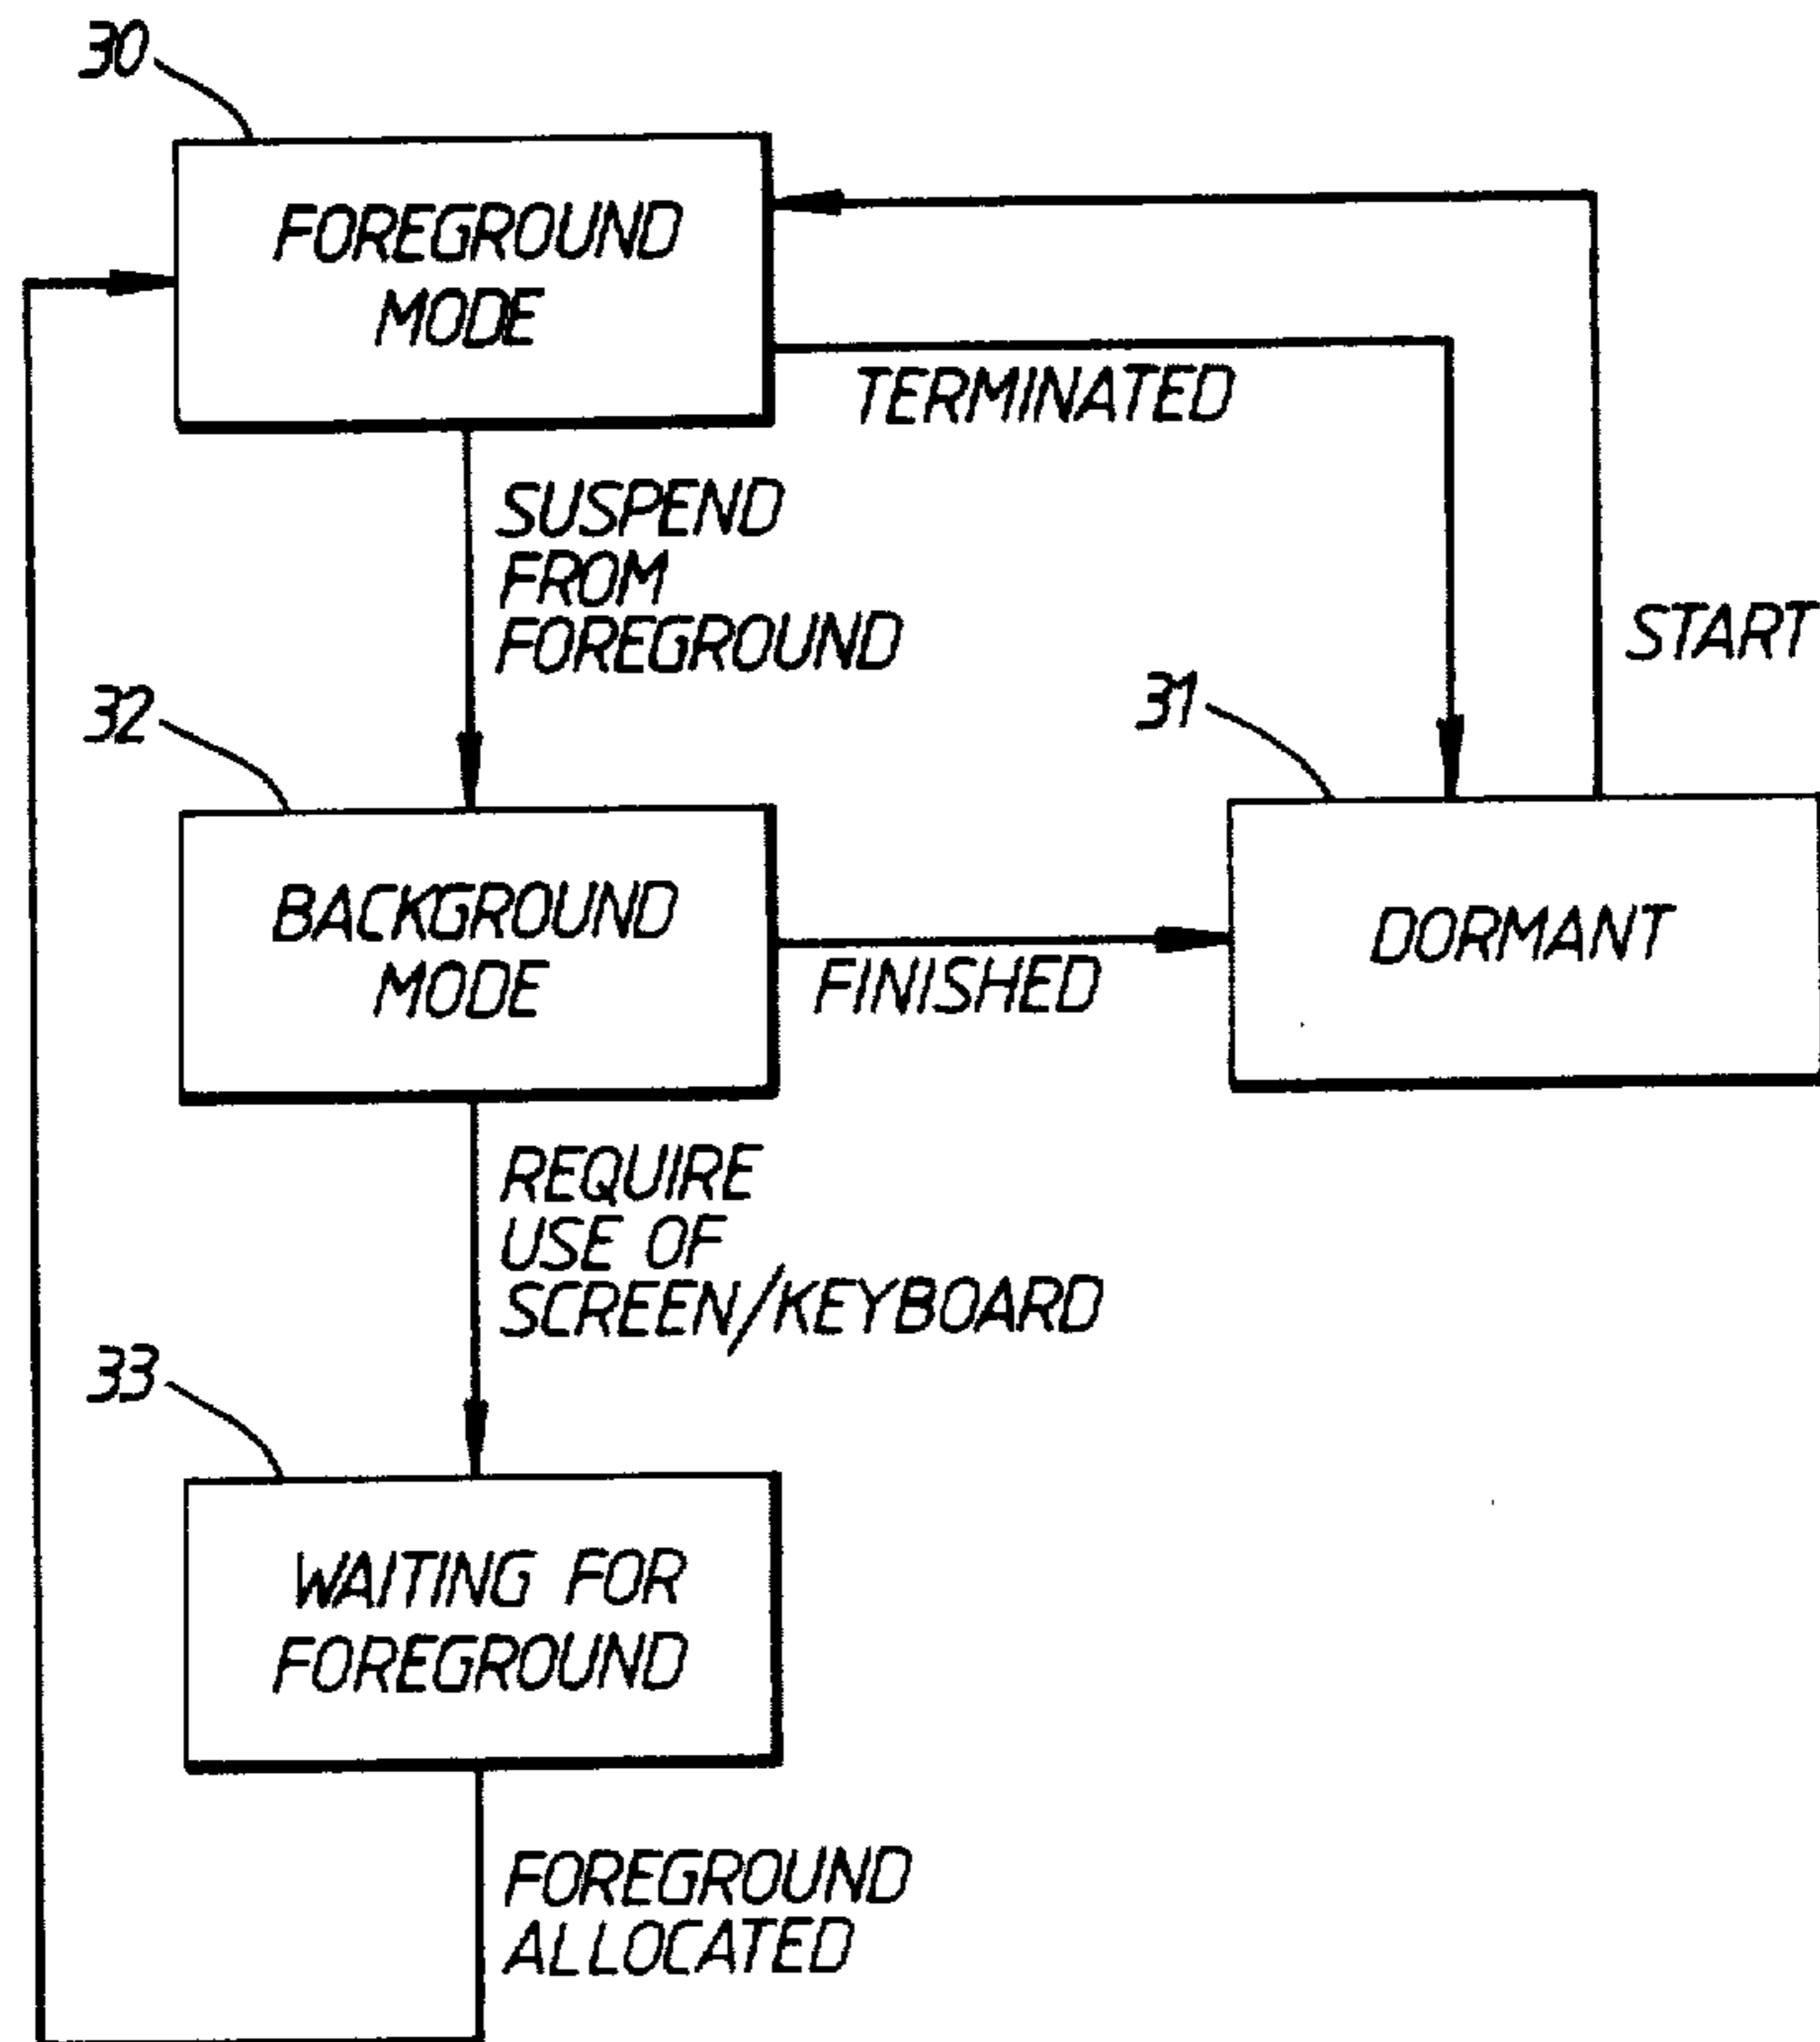 30
FOREGROUND
MODE
TERMINATED
START
SUSPEND
FROM
FOREGROUND
32
31
BACKGROUND
MODE
FINISHED
DORMANT
REQUIRE
USE OF
SCREEN/KEYBOARD
33
WAITING FOR
FOREGROUND
FOREGROUND
ALLOCATED